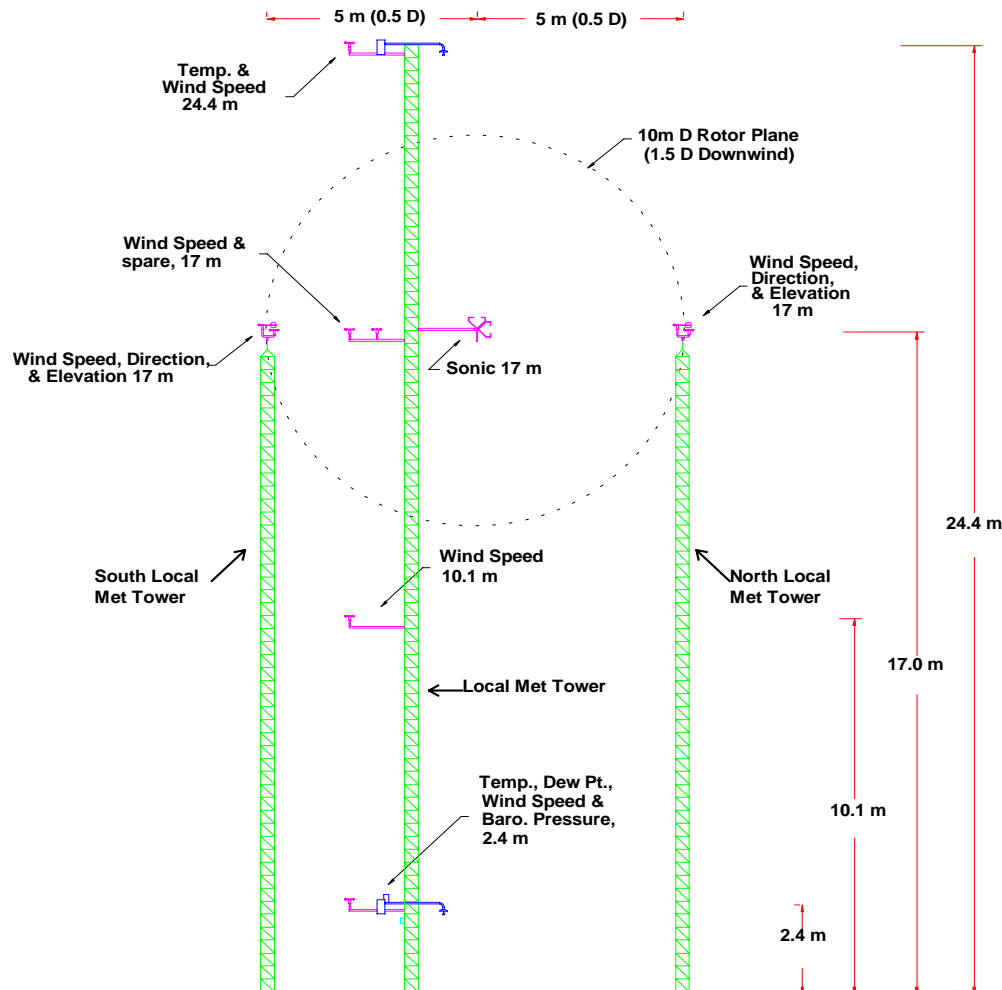 5 m (0.5 D)
5 m (0.5 D)
Temp. &
Wind Speed
24.4 m
10m D Rotor Plane
(1.5 D Downwind)
Wind Speed &
spare, 17 m
Wind Speed,
Direction,
& Elevation
17 m
Wind Speed, Direction,
& Elevation 17 m
Sonic 17 m
24.4 m
Wind Speed
10.1 m
South Local
Met Tower
North Local
Met Tower
17.0 m
Local Met Tower
Temp., Dew Pt.,
Wind Speed &
Baro. Pressure,
2.4 m
10.1 m
2.4 m